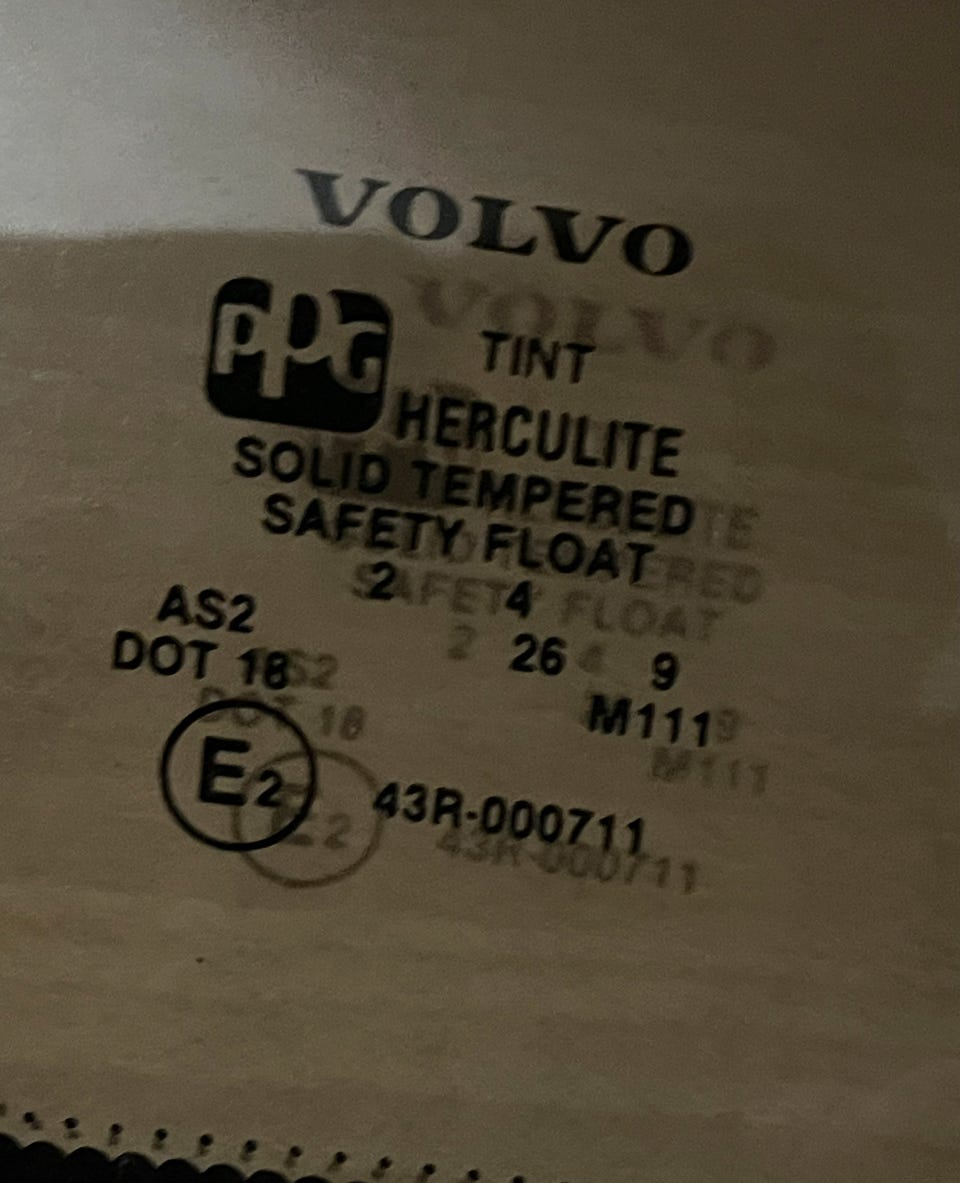 VOLVO
PPG
TINT
HERCULITE
SOLID TEMPERED
SAFETY FLOAT
2 4
AS2 26 9
DOT 18 M111
E2 43R-000711